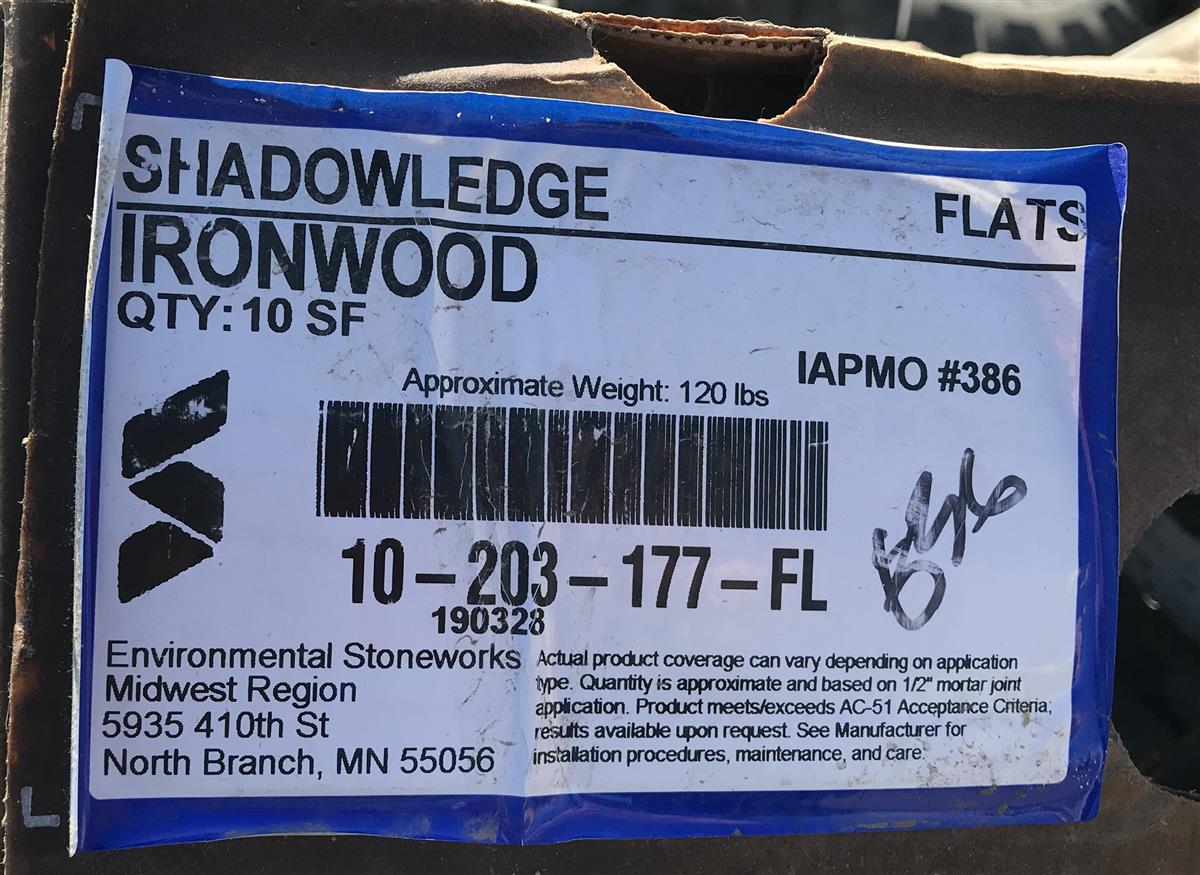 SHADOWLEDGE
FLATS
IRONWOOD
QTY: 10 SF
IAPMO #386
Approximate Weight: 120 lbs
10-203-177-FL
190328
Environmental Stoneworks
Midwest Region
5935 410th St
North Branch, MN 55056
Actual product coverage can vary depending on application
type. Quantity is approximate and based on 1/2" mortar joint
application. Product meets/exceeds AC-51 Acceptance Criteria;
results available upon request. See Manufacturer for
installation procedures, maintenance, and care.